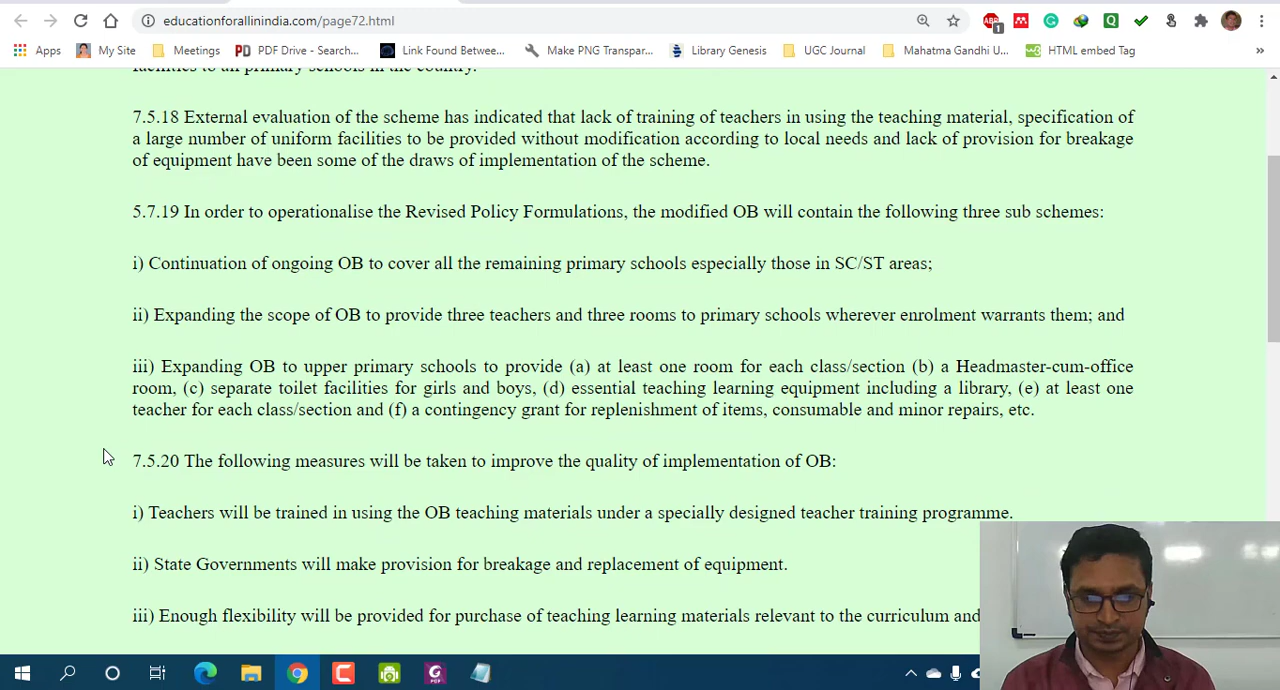 educationforallinindia.com/page72.html
1
Apps My Site Meetings PD PDF Drive - Search... Link Found Betwee... Make PNG Transpar... Library Genesis UGC Journal Mahatma Gandhi U... HTML embed Tag »
facilities to all primary schools in the country.
7.5.18 External evaluation of the scheme has indicated that lack of training of teachers in using the teaching material, specification of
a large number of uniform facilities to be provided without modification according to local needs and lack of provision for breakage
of equipment have been some of the draws of implementation of the scheme.
5.7.19 In order to operationalise the Revised Policy Formulations, the modified OB will contain the following three sub schemes:
i) Continuation of ongoing OB to cover all the remaining primary schools especially those in SC/ST areas;
ii) Expanding the scope of OB to provide three teachers and three rooms to primary schools wherever enrolment warrants them; and
iii) Expanding OB to upper primary schools to provide (a) at least one room for each class/section (b) a Headmaster-cum-office
room, (c) separate toilet facilities for girls and boys, (d) essential teaching learning equipment including a library, (e) at least one
teacher for each class/section and (f) a contingency grant for replenishment of items, consumable and minor repairs, etc.
7.5.20 The following measures will be taken to improve the quality of implementation of OB:
i) Teachers will be trained in using the OB teaching materials under a specially designed teacher training programme.
ii) State Governments will make provision for breakage and replacement of equipment.
iii) Enough flexibility will be provided for purchase of teaching learning materials relevant to the curriculum and